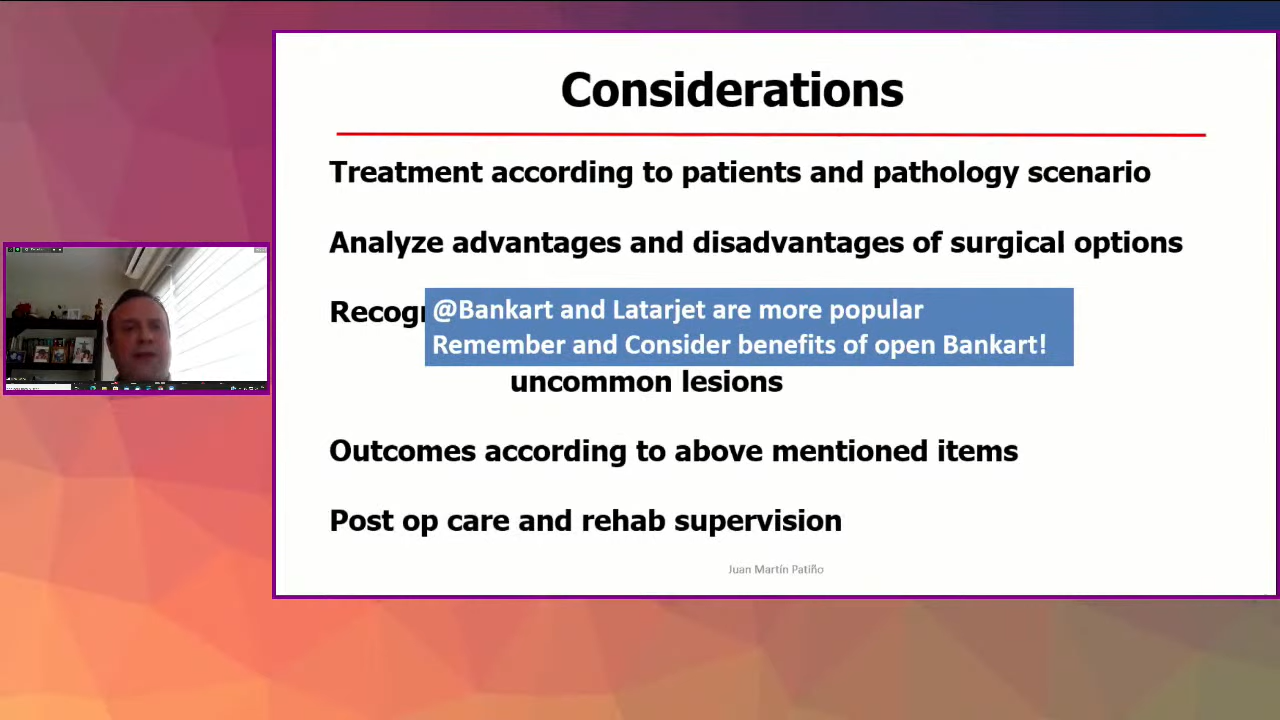 Considerations
Treatment according to patients and pathology scenario
Analyze advantages and disadvantages of surgical options
@Bankart and Latarjet are more popular
Remember and Consider benefits of open Bankart!
uncommon lesions
Outcomes according to above mentioned items
Post op care and rehab supervision
Juan Martín Patiño